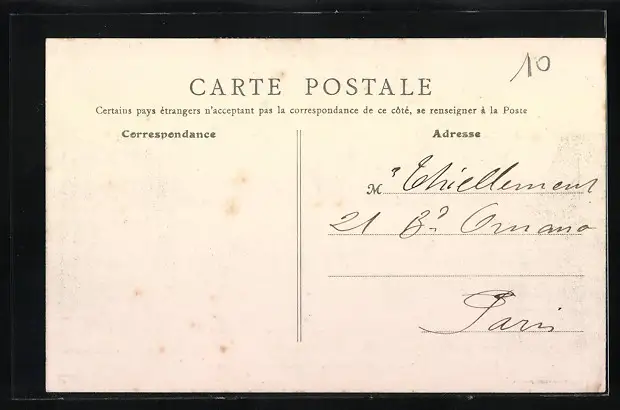 10
CARTE POSTALE
Certains pays étrangers n'acceptant pas la correspondance de ce côté, se renseigner à la Poste
Correspondance
Adresse
Mr Thiellement
21 Bd Ornano
Paris